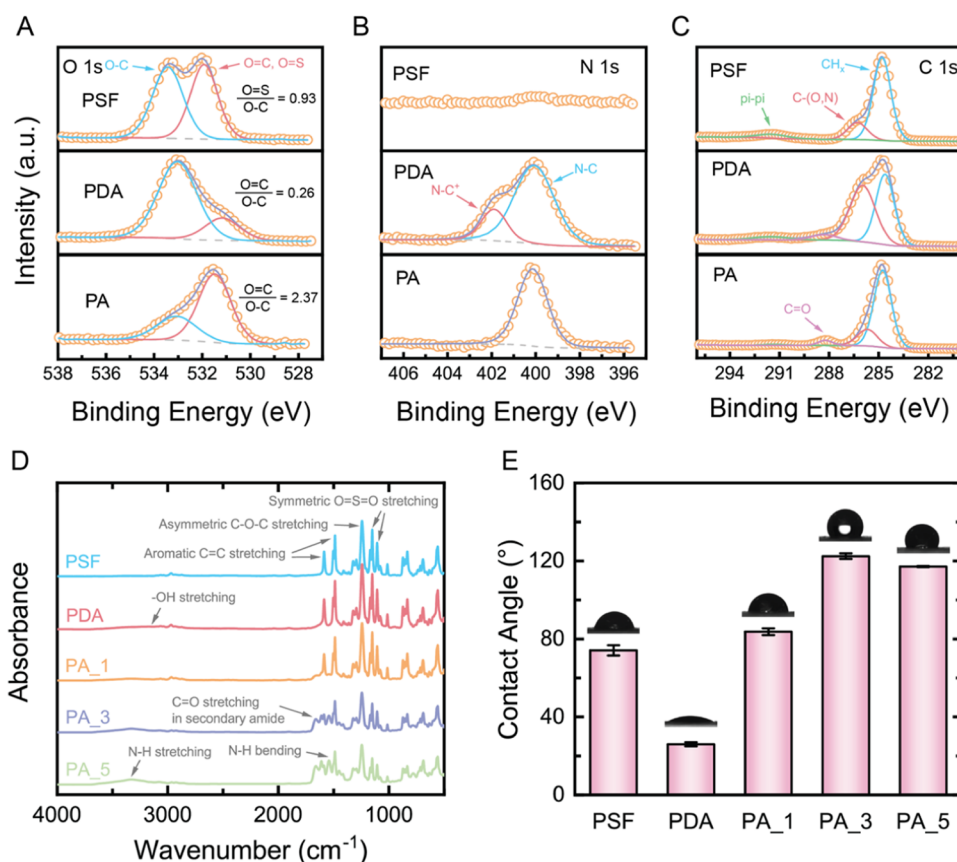 A
O 1s
O-C
O=C, O=S
PSF
O=S
O-C
= 0.93
PDA
O=C
O-C
= 0.26
PA
O=C
O-C
= 2.37
538 536 534 532 530 528
Binding Energy (eV)
Intensity (a.u.)
B
PSF
N 1s
PDA
N-C⁺
N-C
PA
406 404 402 400 398 396
Binding Energy (eV)
C
C 1s
PSF
CHₓ
pi-pi
C-(O,N)
PDA
PA
C=O
294 291 288 285 282
Binding Energy (eV)
D
Symmetric O=S=O stretching
Asymmetric C-O-C stretching
Aromatic C=C stretching
PSF
-OH stretching
PDA
PA_1
C=O stretching
in secondary amide
PA_3
N-H stretching
N-H bending
PA_5
4000 3000 2000 1000
Wavenumber (cm⁻¹)
Absorbance
E
160
120
80
40
0
Contact Angle (°)
PSF PDA PA_1 PA_3 PA_5